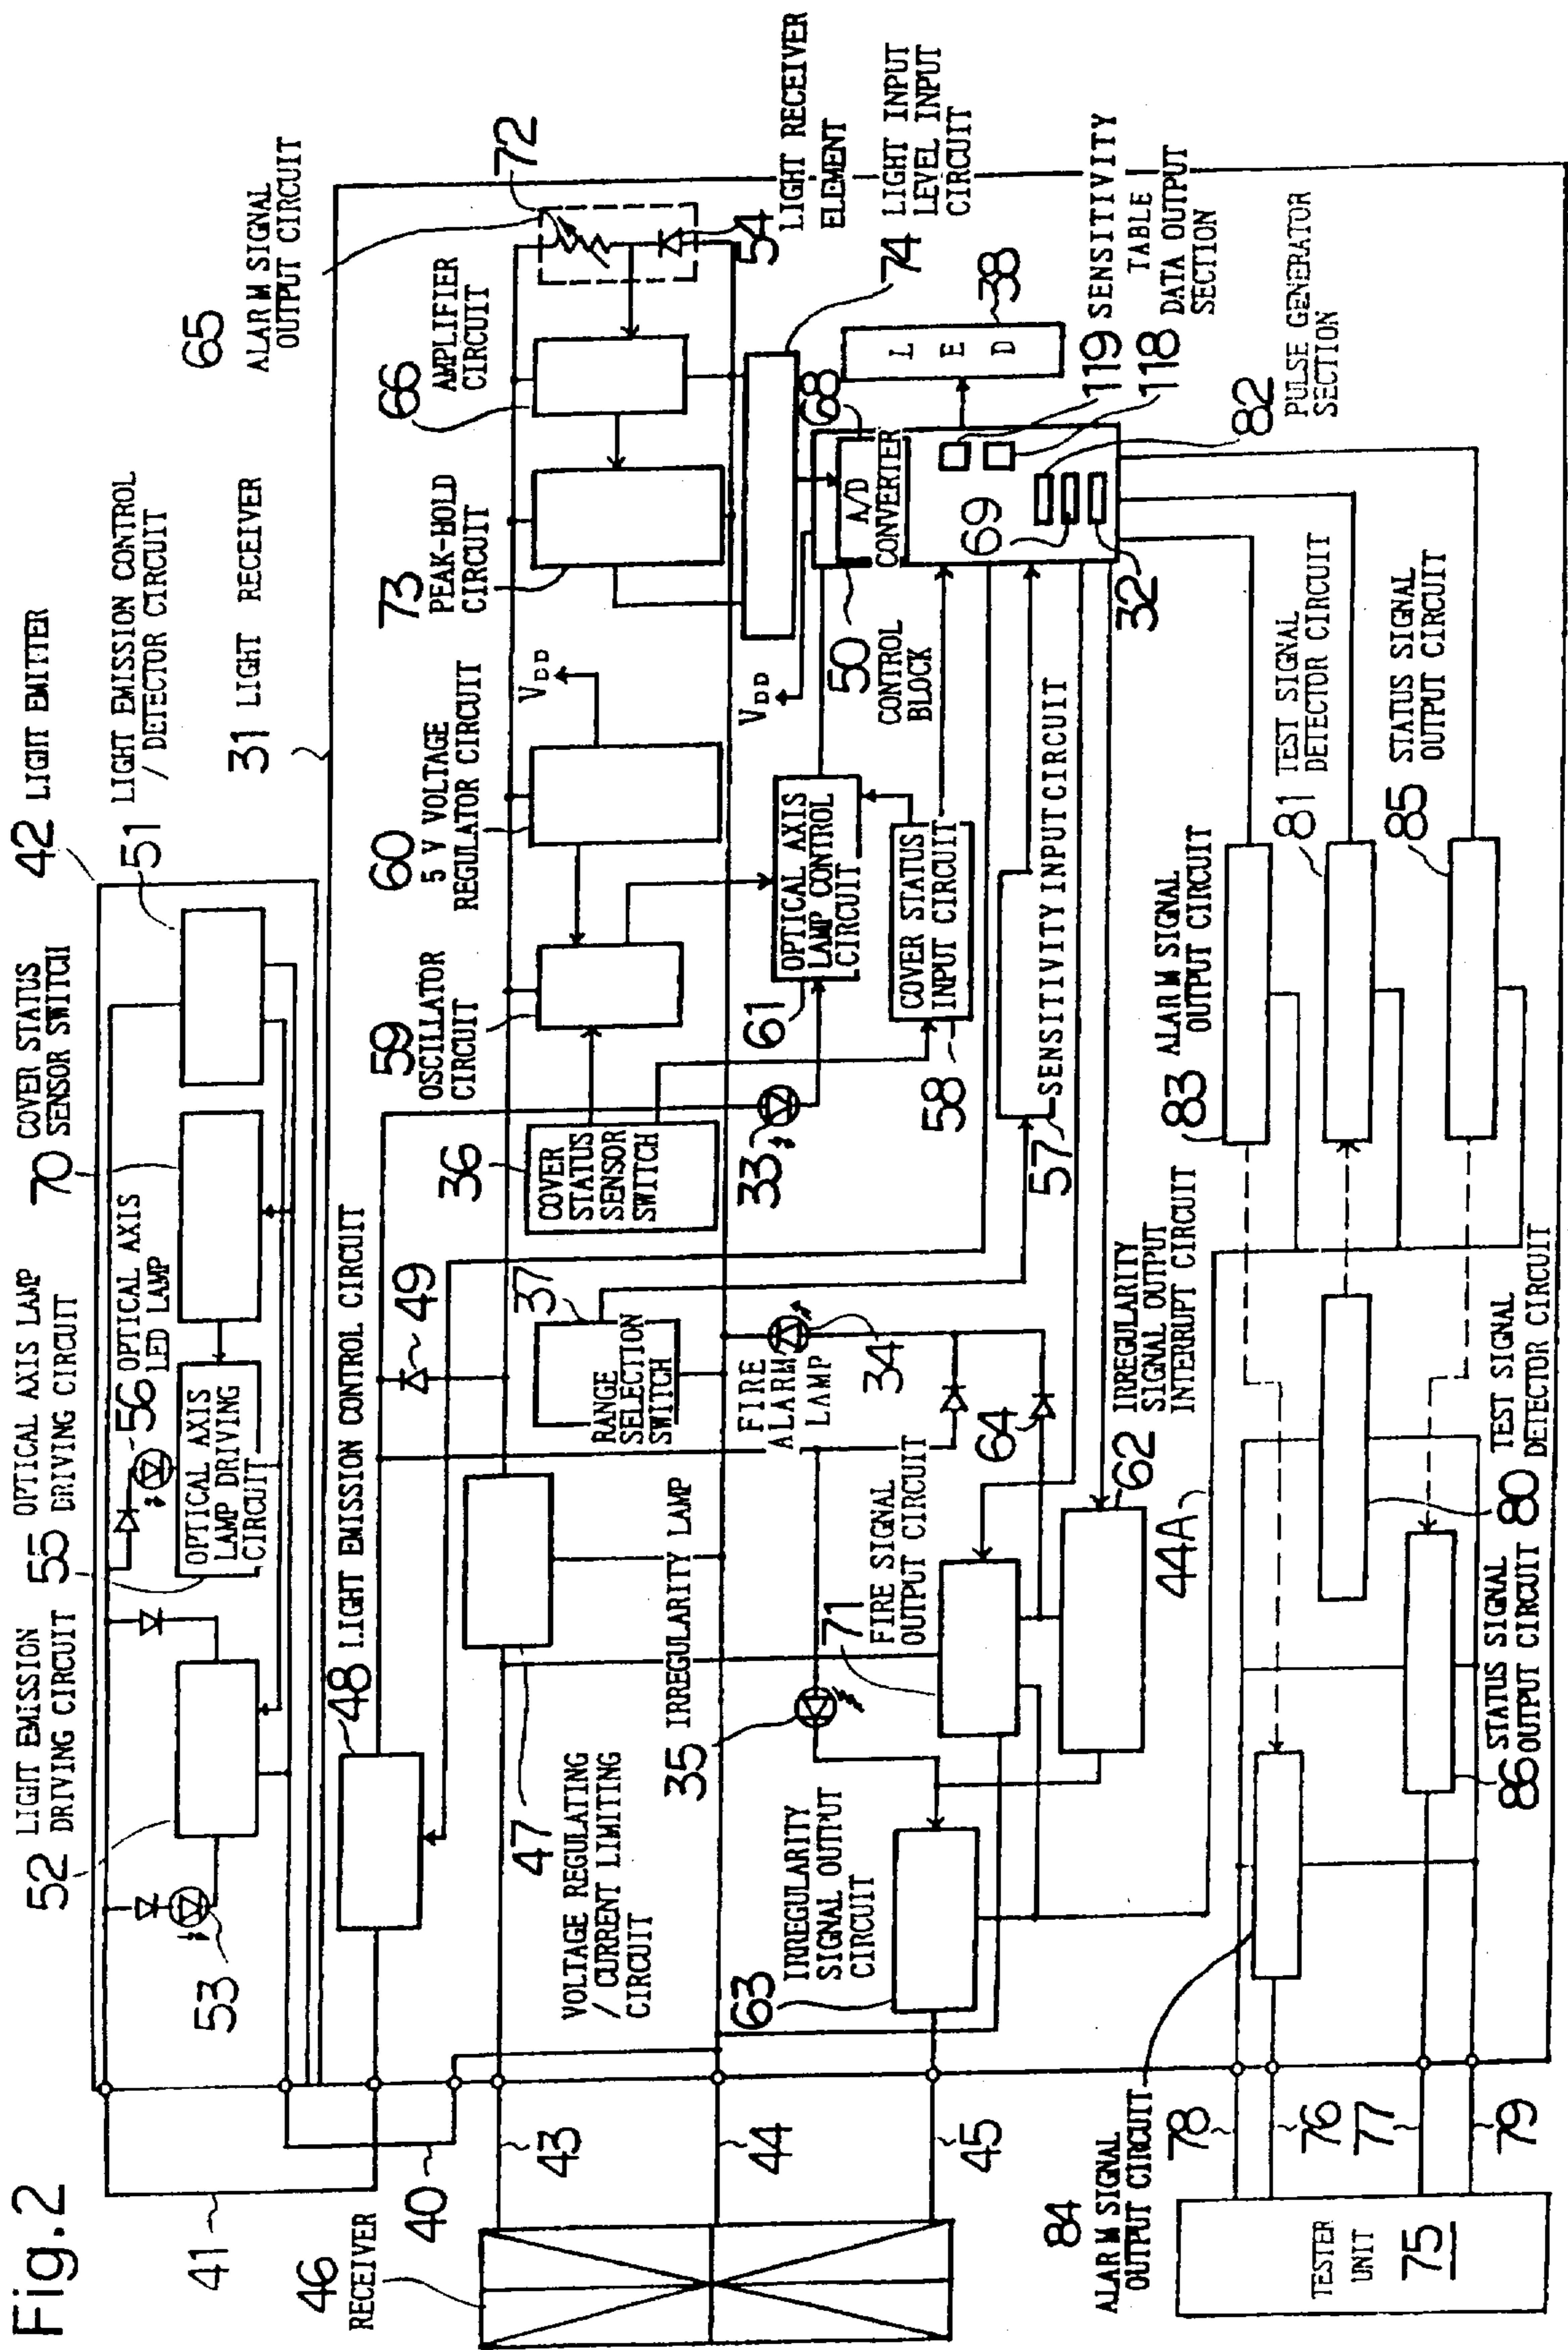 Fig.2
42 LIGHT EMITTER
52 LIGHT EMISSION
DRIVING CIRCUIT
55 OPTICAL AXIS LAMP
DRIVING CIRCUIT
70 COVER STATUS
SENSOR SWITCH
51 LIGHT EMISSION CONTROL
/ DETECTOR CIRCUIT
56 OPTICAL AXIS
LED LAMP
OPTICAL AXIS
LAMP DRIVING
CIRCUIT
53
41
40
31 LIGHT RECEIVER
48 LIGHT EMISSION CONTROL CIRCUIT
49
46
RECEIVER
43
44
45
47
VOLTAGE REGULATING
/ CURRENT LIMITING
CIRCUIT
37
RANGE
SELECTION
SWITCH
36
COVER
STATUS
SENSOR
SWITCH
59
OSCILLATOR
CIRCUIT
60
5 V VOLTAGE
REGULATOR CIRCUIT
VDD
73
PEAK-HOLD
CIRCUIT
66
AMPLIFIER
CIRCUIT
65
ALARM SIGNAL
OUTPUT CIRCUIT
72
54
LIGHT RECEIVER
ELEMENT
74 LIGHT INPUT
LEVEL INPUT
CIRCUIT
VDD
33
61
OPTICAL AXIS
LAMP CONTROL
CIRCUIT
COVER STATUS
INPUT CIRCUIT
58
50
CONTROL
BLOCK
68
A/D
CONVERTER
LED
38
119 SENSITIVITY
TABLE
118 DATA OUTPUT
SECTION
82
PULSE GENERATOR
SECTION
69
32
57 SENSITIVITY INPUT CIRCUIT
FIRE
ALARM
LAMP
34
35 IRREGULARITY LAMP
64
71
FIRE SIGNAL
OUTPUT CIRCUIT
62
IRREGULARITY
SIGNAL OUTPUT
INTERRUPT CIRCUIT
63
IRREGULARITY
SIGNAL OUTPUT
CIRCUIT
44A
83 ALARM SIGNAL
OUTPUT CIRCUIT
81 TEST SIGNAL
DETECTOR CIRCUIT
85
STATUS SIGNAL
OUTPUT CIRCUIT
80
TEST SIGNAL
DETECTOR CIRCUIT
86 STATUS SIGNAL
OUTPUT CIRCUIT
84
ALARM SIGNAL
OUTPUT CIRCUIT
78
76
77
79
TESTER
UNIT
75